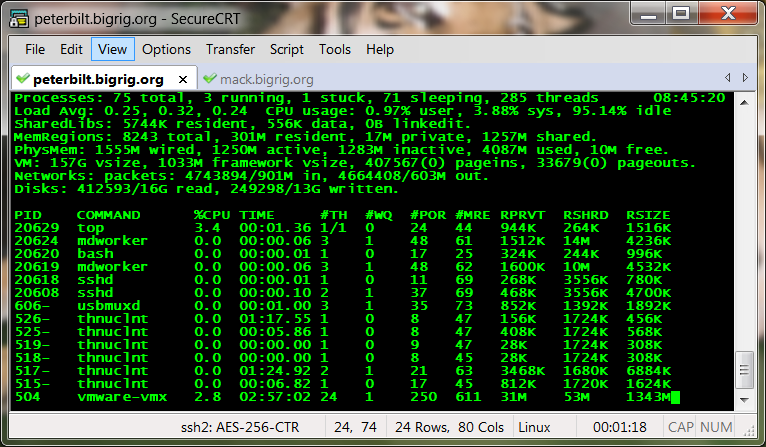 peterbilt.bigrig.org - SecureCRT
File Edit View Options Transfer Script Tools Help
peterbilt.bigrig.org x mack.bigrig.org
Processes: 75 total, 3 running, 1 stuck, 71 sleeping, 285 threads 08:45:20
Load Avg: 0.25, 0.32, 0.24 CPU usage: 0.97% user, 3.88% sys, 95.14% idle
SharedLibs: 5744K resident, 556K data, 0B linkedit.
MemRegions: 8243 total, 301M resident, 17M private, 1257M shared.
PhysMem: 1555M wired, 1250M active, 1283M inactive, 4087M used, 10M free.
VM: 157G vsize, 1033M framework vsize, 407567(0) pageins, 33679(0) pageouts.
Networks: packets: 4743894/901M in, 4664408/603M out.
Disks: 412593/16G read, 249298/13G written.
PID COMMAND %CPU TIME #TH #WQ #POR #MRE RPRVT RSHRD RSIZE
20629 top 3.4 00:01.36 1/1 0 24 44 944K 264K 1516K
20624 mdworker 0.0 00:00.06 3 1 48 61 1512K 14M 4236K
20620 bash 0.0 00:00.01 1 0 17 25 324K 244K 996K
20619 mdworker 0.0 00:00.06 3 1 48 62 1600K 10M 4532K
20618 sshd 0.0 00:00.01 1 0 11 69 268K 3556K 780K
20608 sshd 0.0 00:00.10 2 1 37 69 468K 3556K 4700K
606- usbmuxd 0.0 00:01.00 3 1 35 73 852K 1392K 1892K
526- thnuclnt 0.0 01:17.55 1 0 8 47 156K 1724K 456K
525- thnuclnt 0.0 00:05.86 1 0 8 47 408K 1724K 568K
519- thnuclnt 0.0 00:00.00 1 0 9 47 28K 1724K 308K
518- thnuclnt 0.0 00:00.00 1 0 8 45 28K 1724K 308K
517- thnuclnt 0.0 01:24.92 2 1 21 63 3468K 1680K 6884K
515- thnuclnt 0.0 00:06.82 1 0 17 45 812K 1720K 1624K
504 vmware-vmx 2.8 02:57:02 24 1 250 611 31M 53M 1343M
ssh2: AES-256-CTR 24, 74 24 Rows, 80 Cols Linux 00:01:18 CAP NUM